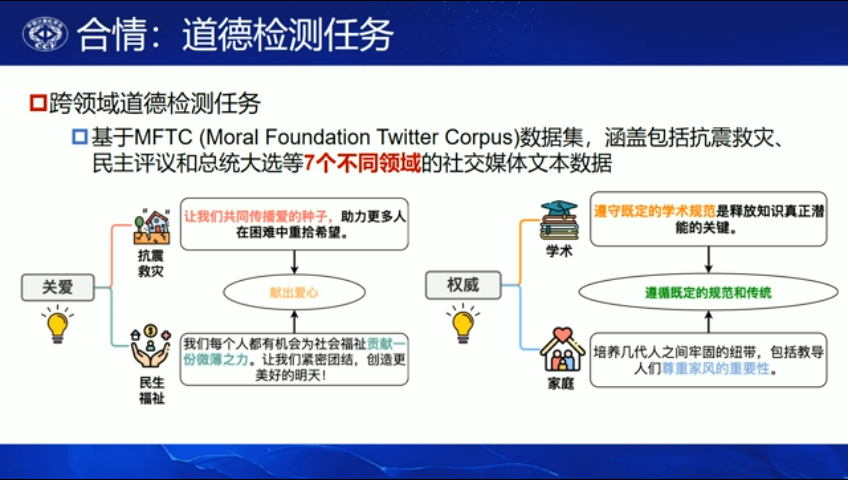 合情：道德检测任务
跨领域道德检测任务
基于MFTC (Moral Foundation Twitter Corpus)数据集，涵盖包括抗震救灾、
民主评议和总统大选等7个不同领域的社交媒体文本数据
关爱
抗震
救灾
让我们共同传播爱的种子，助力更多人
在困难中重拾希望。
献出爱心
民生
福祉
我们每个人都有机会为社会福祉贡献一
份微薄之力。让我们紧密团结，创造更
美好的明天！
权威
学术
遵守既定的学术规范是释放知识真正潜
能的关键。
遵循既定的规范和传统
家庭
培养几代人之间牢固的纽带，包括教导
人们尊重家风的重要性。